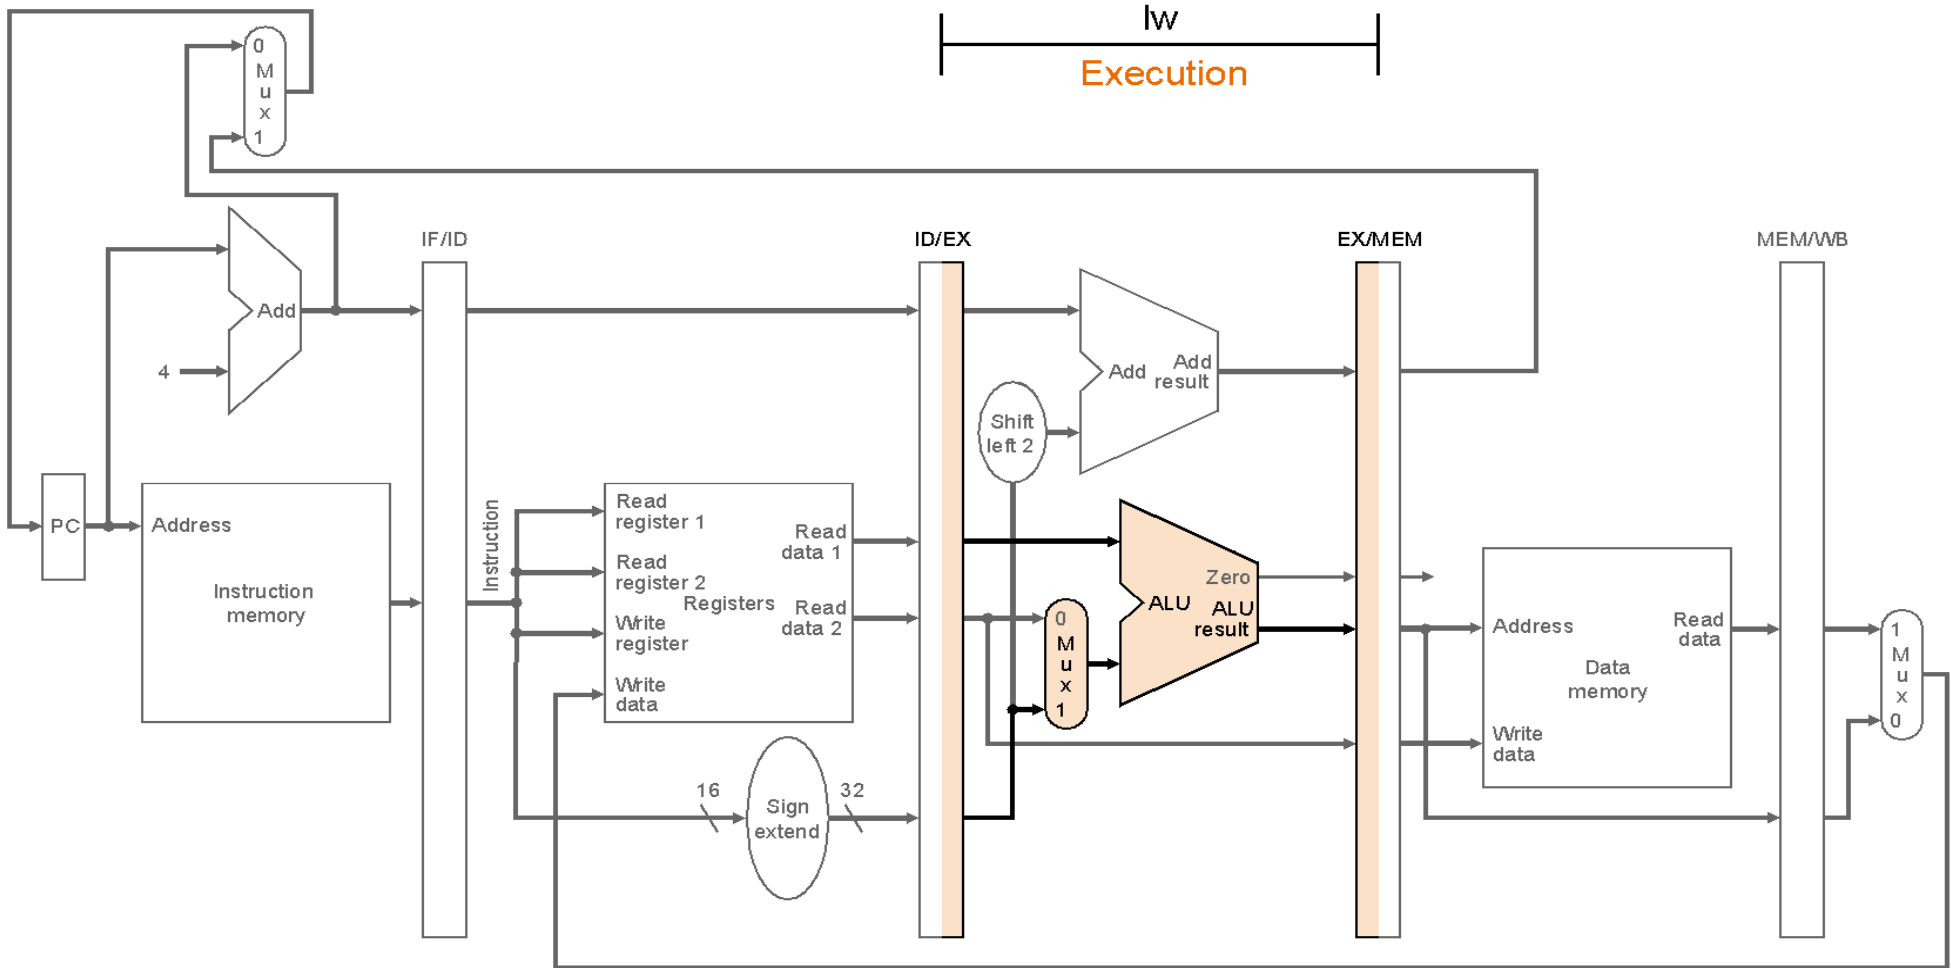 lw
Execution
0
M
u
x
1
IF/ID
ID/EX
EX/MEM
MEM/WB
Add
4
Add
Add
result
Shift
left 2
PC
Address
Instruction
memory
Instruction
Read
register 1
Read
register 2
Write
register
Write
data
Registers
Read
data 1
Read
data 2
16
Sign
extend
32
0
M
u
x
1
Zero
ALU
ALU
result
Address
Write
data
Data
memory
Read
data
1
M
u
x
0